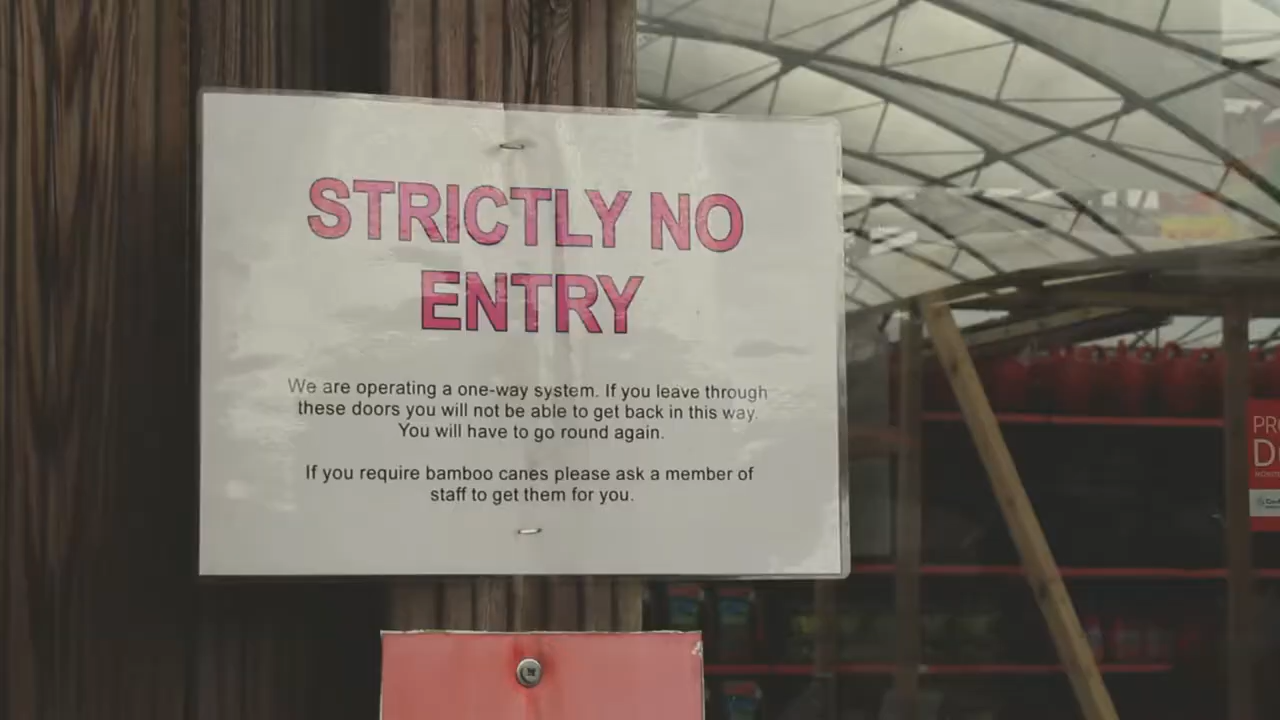 STRICTLY NO
ENTRY
We are operating a one-way system. If you leave through
these doors you will not be able to get back in this way.
You will have to go round again.
If you require bamboo canes please ask a member of
staff to get them for you.